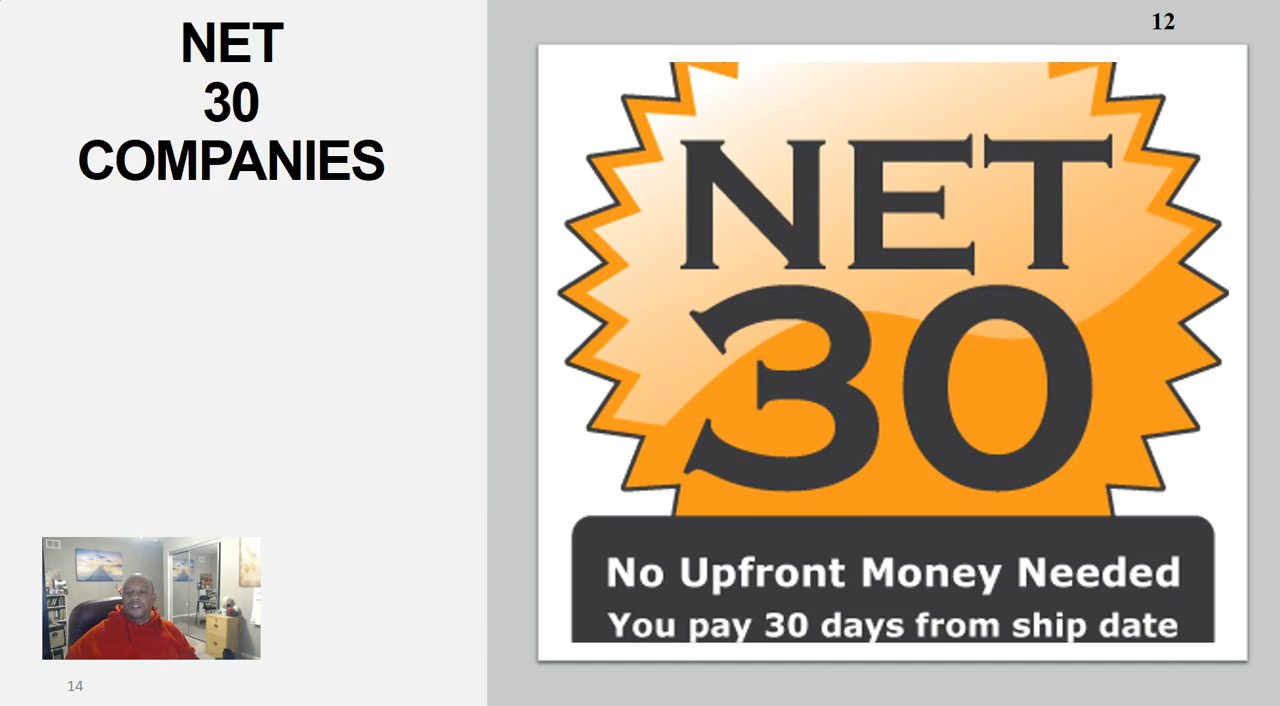 NET
30
COMPANIES
12
NET
30
No Upfront Money Needed
You pay 30 days from ship date
14